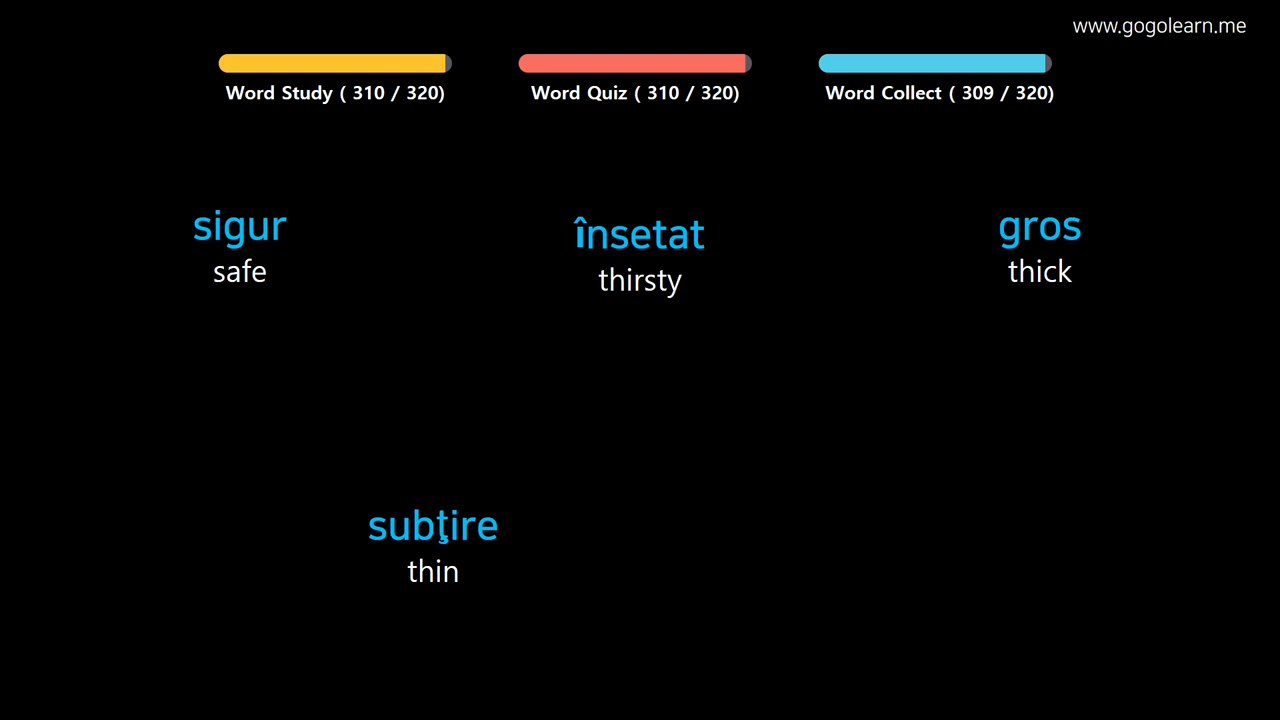 www.gogolearn.me
Word Study ( 310 / 320)
Word Quiz ( 310 / 320)
Word Collect ( 309 / 320)
sigur
safe
însetat
thirsty
gros
thick
subţire
thin